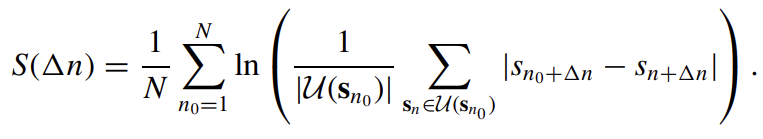 S(Δn) = \frac{1}{N} \sum_{n_0=1}^{N} \ln \left( \frac{1}{|\mathcal{U}(\mathbf{s}_{n_0})|} \sum_{\mathbf{s}_n \in \mathcal{U}(\mathbf{s}_{n_0})} |s_{n_0+Δn} − s_{n+Δn}| \right).